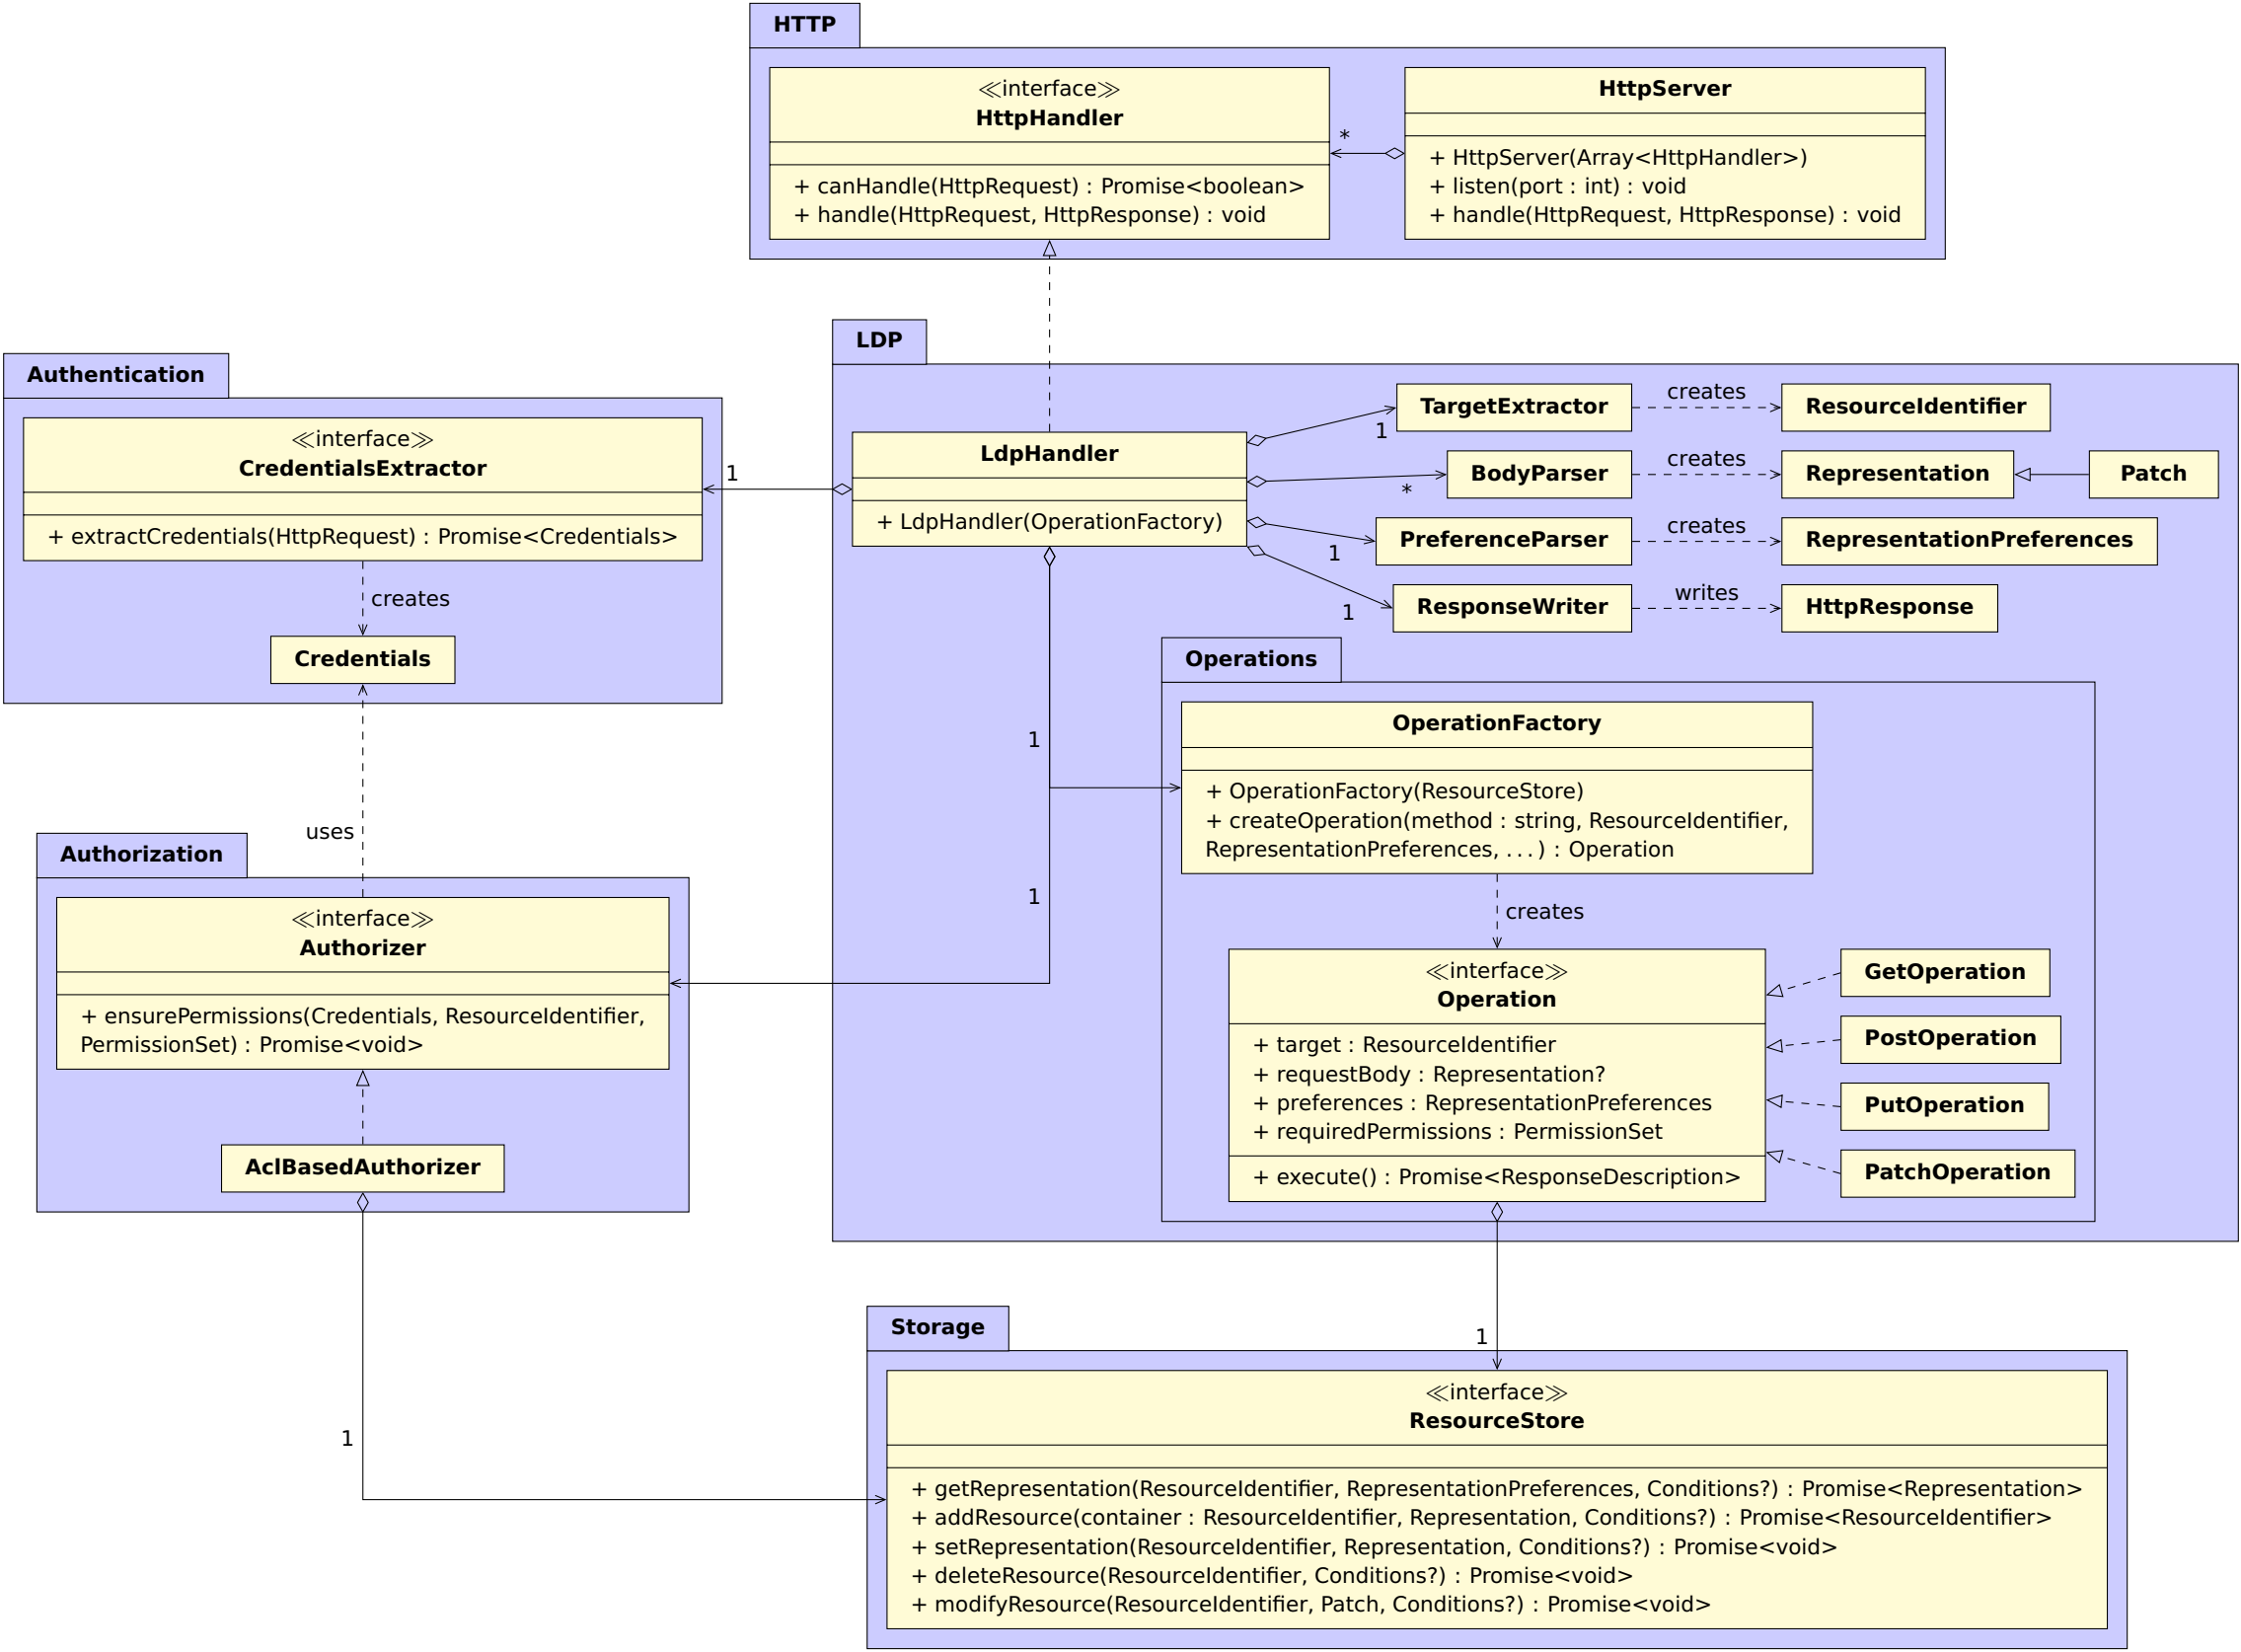 HTTP
≪interface≫
HttpHandler
+ canHandle(HttpRequest) : Promise<boolean>
+ handle(HttpRequest, HttpResponse) : void
*
HttpServer
+ HttpServer(Array<HttpHandler>)
+ listen(port : int) : void
+ handle(HttpRequest, HttpResponse) : void
Authentication
≪interface≫
CredentialsExtractor
+ extractCredentials(HttpRequest) : Promise<Credentials>
creates
Credentials
1
LDP
LdpHandler
+ LdpHandler(OperationFactory)
1
TargetExtractor
creates
ResourceIdentifier
*
BodyParser
creates
Representation
Patch
1
PreferenceParser
creates
RepresentationPreferences
1
ResponseWriter
writes
HttpResponse
1
1
Operations
OperationFactory
+ OperationFactory(ResourceStore)
+ createOperation(method : string, ResourceIdentifier,
RepresentationPreferences, ...) : Operation
creates
≪interface≫
Operation
+ target : ResourceIdentifier
+ requestBody : Representation?
+ preferences : RepresentationPreferences
+ requiredPermissions : PermissionSet
+ execute() : Promise<ResponseDescription>
GetOperation
PostOperation
PutOperation
PatchOperation
uses
Authorization
≪interface≫
Authorizer
+ ensurePermissions(Credentials, ResourceIdentifier,
PermissionSet) : Promise<void>
AclBasedAuthorizer
1
1
Storage
≪interface≫
ResourceStore
+ getRepresentation(ResourceIdentifier, RepresentationPreferences, Conditions?) : Promise<Representation>
+ addResource(container : ResourceIdentifier, Representation, Conditions?) : Promise<ResourceIdentifier>
+ setRepresentation(ResourceIdentifier, Representation, Conditions?) : Promise<void>
+ deleteResource(ResourceIdentifier, Conditions?) : Promise<void>
+ modifyResource(ResourceIdentifier, Patch, Conditions?) : Promise<void>